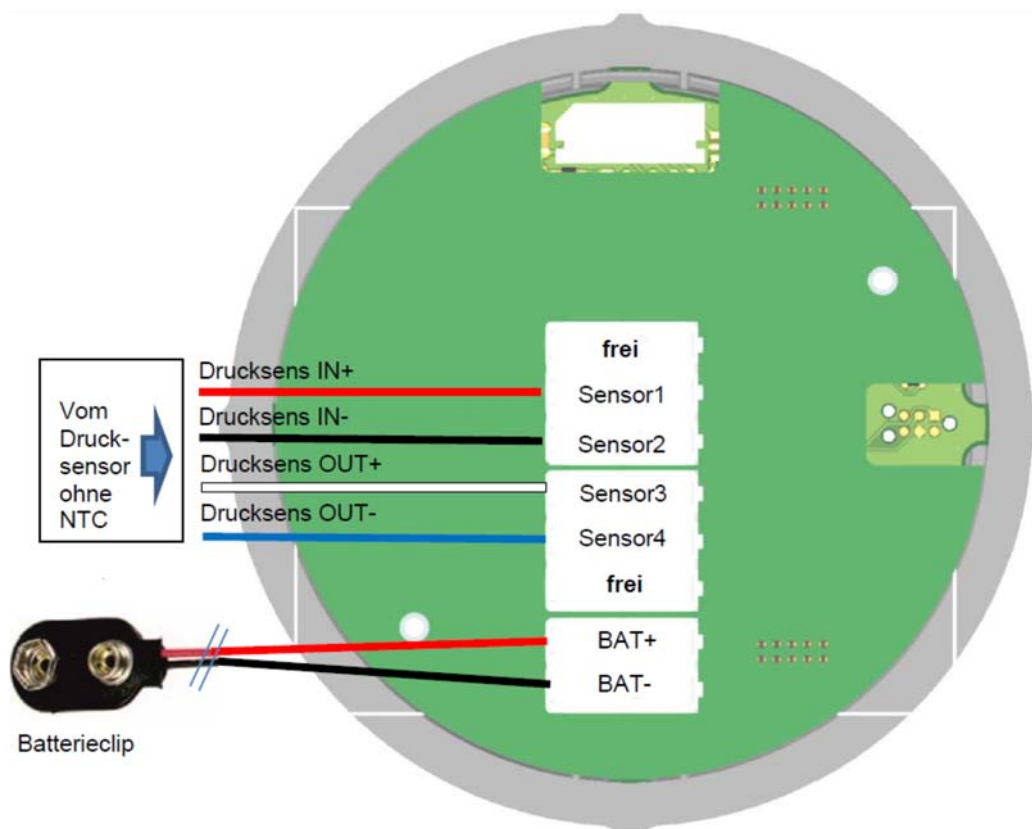 frei
Drucksens IN+
Sensor1
Drucksens IN-
Sensor2
Vom
Druck-
sensor
ohne
NTC
Drucksens OUT+
Sensor3
Drucksens OUT-
Sensor4
frei
BAT+
BAT-
Batterieclip